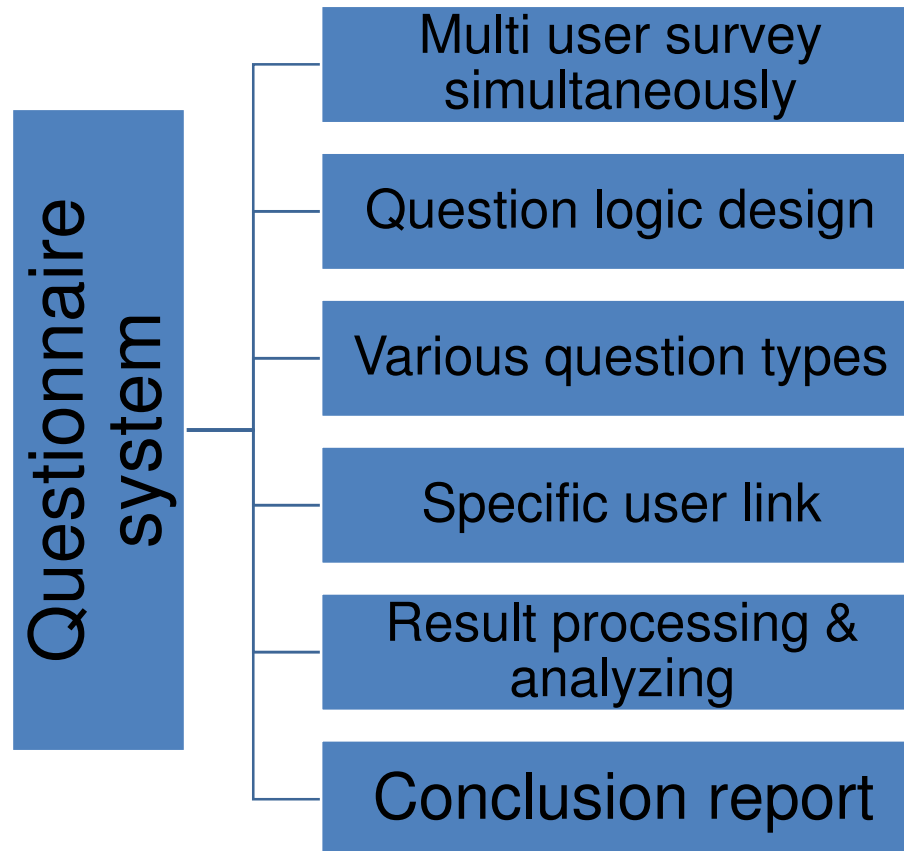 Questionnaire
system
Multi user survey
simultaneously
Question logic design
Various question types
Specific user link
Result processing &
analyzing
Conclusion report